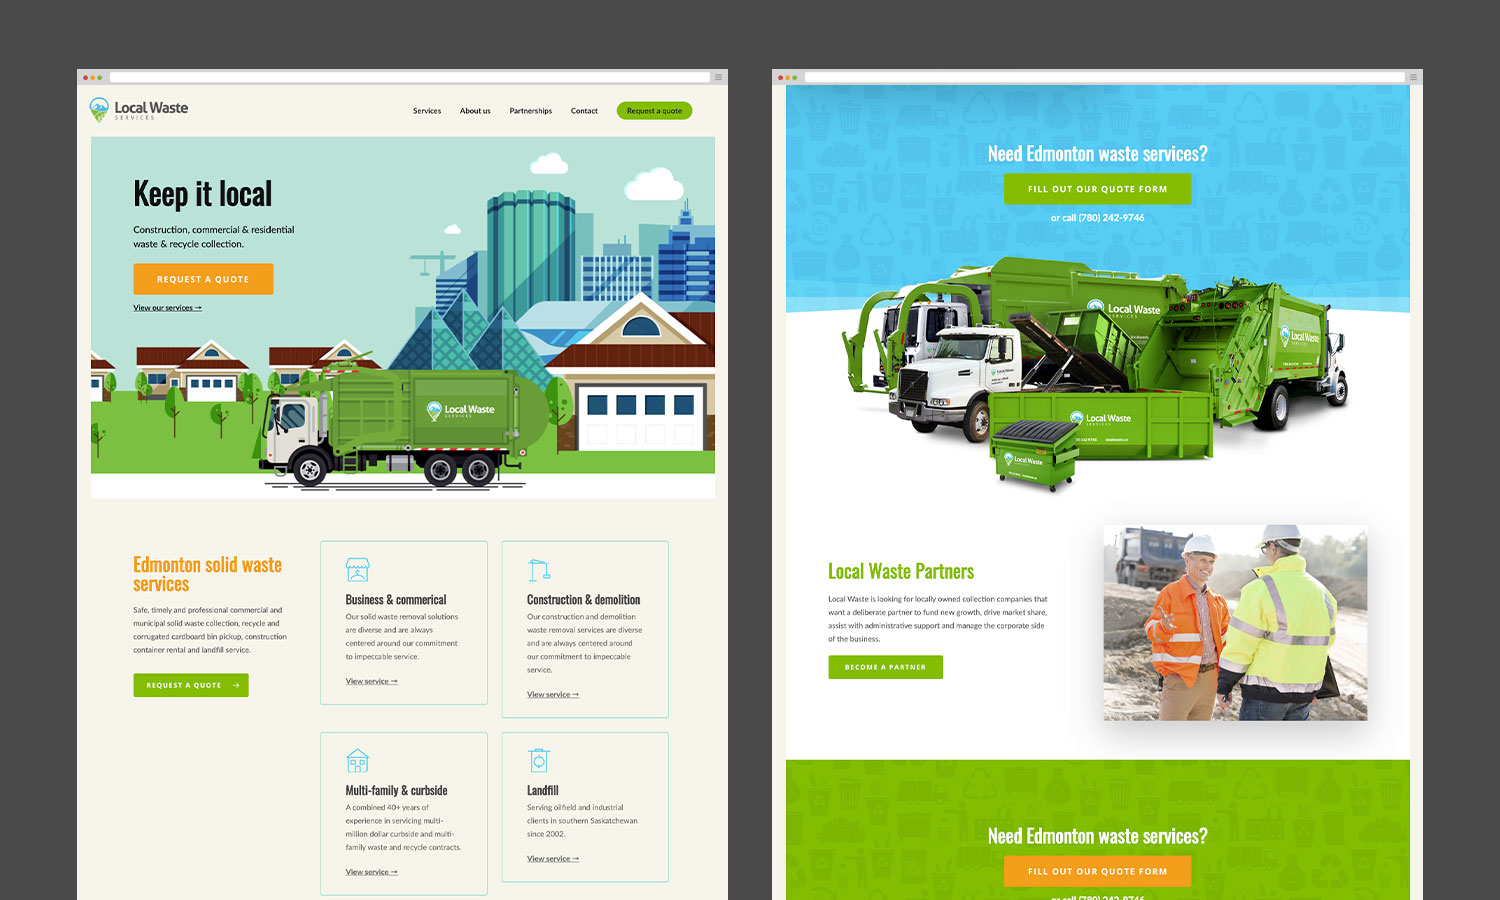 Local Waste
SERVICES
Services
About us
Partnerships
Contact
Request a quote
Keep it local
Construction, commercial & residential
waste & recycle collection.
REQUEST A QUOTE
View our services →
Local Waste
SERVICES
Edmonton solid waste
services
Safe, timely and professional commercial and
municipal solid waste collection, recycle and
corrugated cardboard bin pickup, construction
container rental and landfill service.
REQUEST A QUOTE →
Business & commerical
Our solid waste removal solutions
are diverse and are always
centered around our commitment
to impeccable service.
View service →
Construction & demolition
Our construction and demolition
waste removal services are diverse
and are always centered around
our commitment to impeccable
service.
View service →
Multi-family & curbside
A combined 40+ years of
experience in servicing multi-
million dollar curbside and multi-
family waste and recycle contracts.
View service →
Landfill
Serving oilfield and industrial
clients in southern Saskatchewan
since 2002.
View service →
Need Edmonton waste services?
FILL OUT OUR QUOTE FORM
or call (780) 242-9746
Local Waste
SERVICES
Local Waste
Local Waste
Local Waste
SERVICES
Local Waste
Local Waste Partners
Local Waste is looking for locally owned collection companies that
want a deliberate partner to fund new growth, drive market share,
assist with administrative support and manage the corporate side
of the business.
BECOME A PARTNER
Need Edmonton waste services?
FILL OUT OUR QUOTE FORM
or call (780) 242-9746